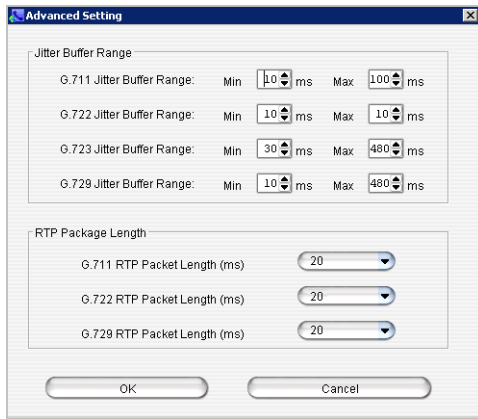 Advanced Setting
Jitter Buffer Range
G.711 Jitter Buffer Range: Min 10 ms Max 100 ms
G.722 Jitter Buffer Range: Min 10 ms Max 10 ms
G.723 Jitter Buffer Range: Min 30 ms Max 480 ms
G.729 Jitter Buffer Range: Min 10 ms Max 480 ms
RTP Package Length
G.711 RTP Packet Length (ms) 20
G.722 RTP Packet Length (ms) 20
G.729 RTP Packet Length (ms) 20
OK Cancel